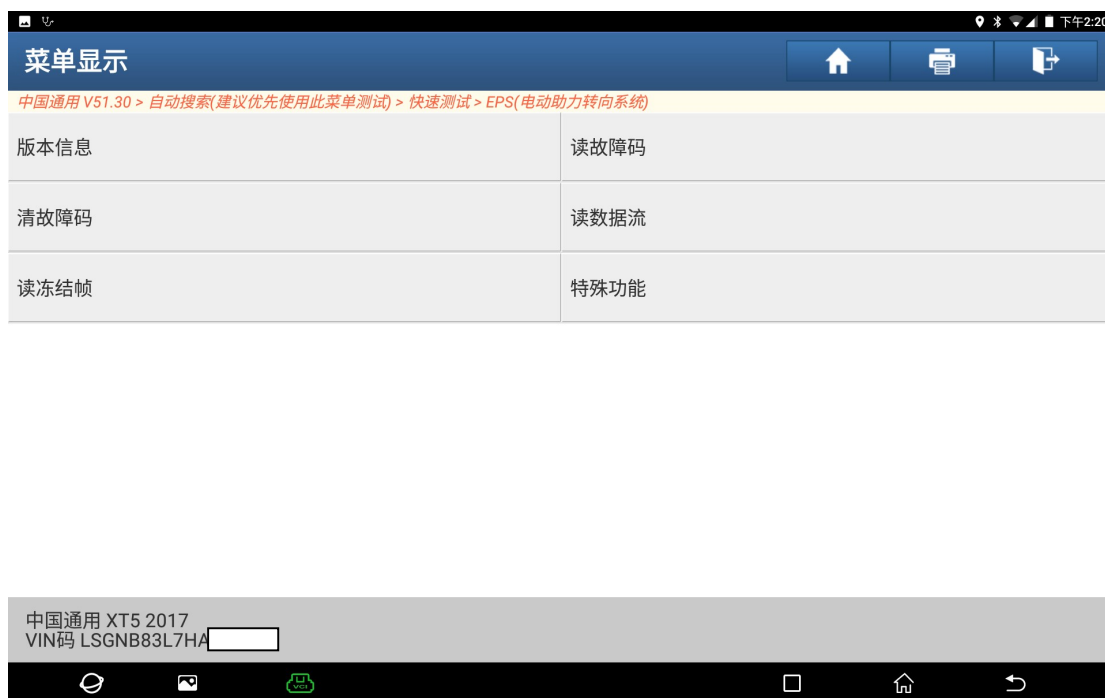 下午2:20
菜单显示
中国通用 V51.30 > 自动搜索(建议优先使用此菜单测试) > 快速测试 > EPS(电动助力转向系统)
版本信息 读故障码
清故障码 读数据流
读冻结帧 特殊功能
中国通用 XT5 2017
VIN码 LSGNB83L7HA
VCI